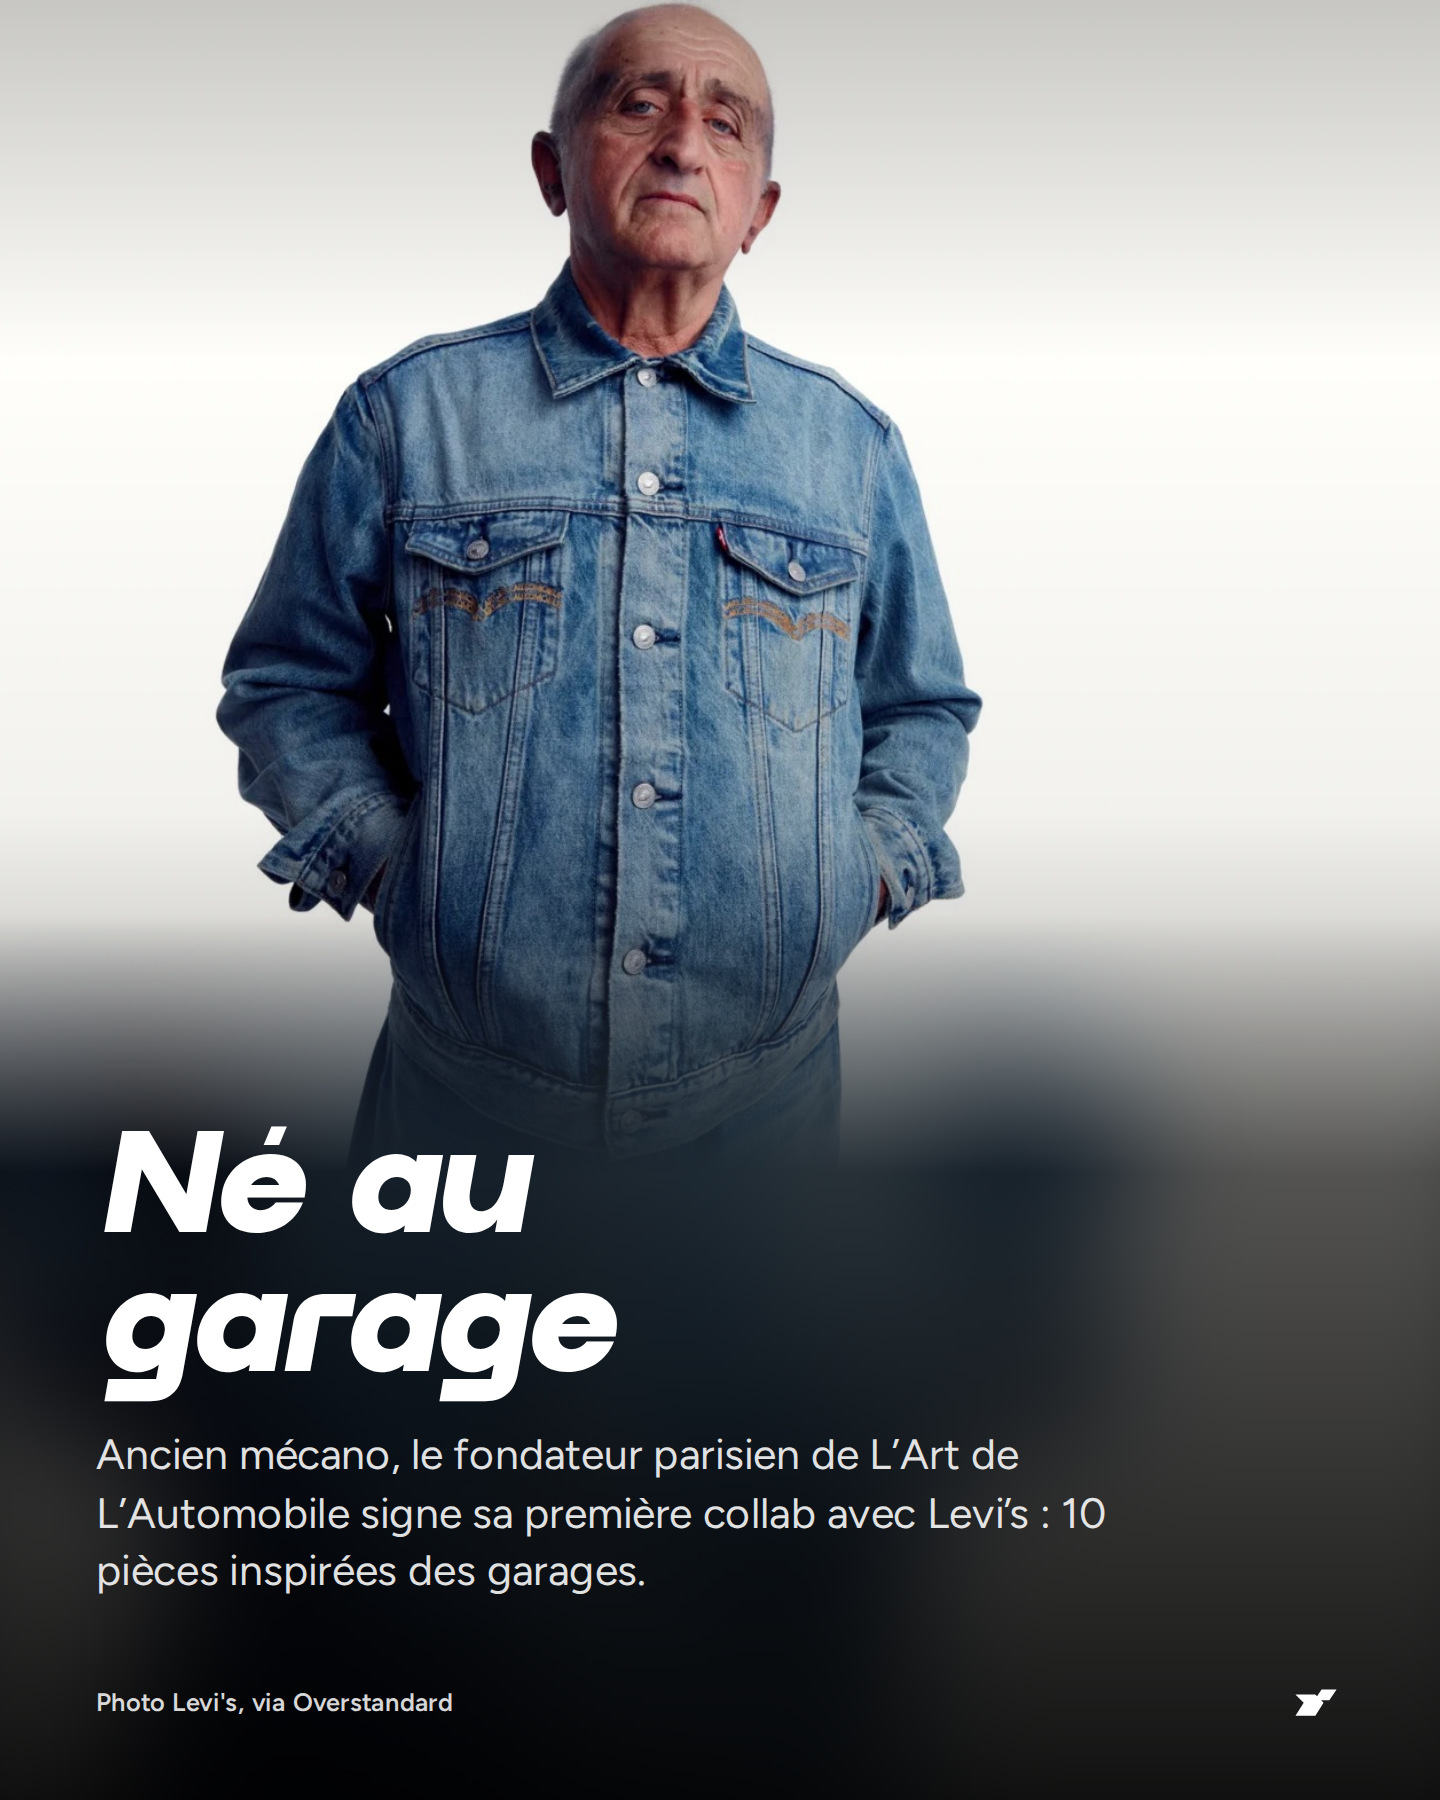 Né au
garage
Ancien mécano, le fondateur parisien de L’Art de
L’Automobile signe sa première collab avec Levi’s : 10
pièces inspirées des garages.
Photo Levi's, via Overstandard